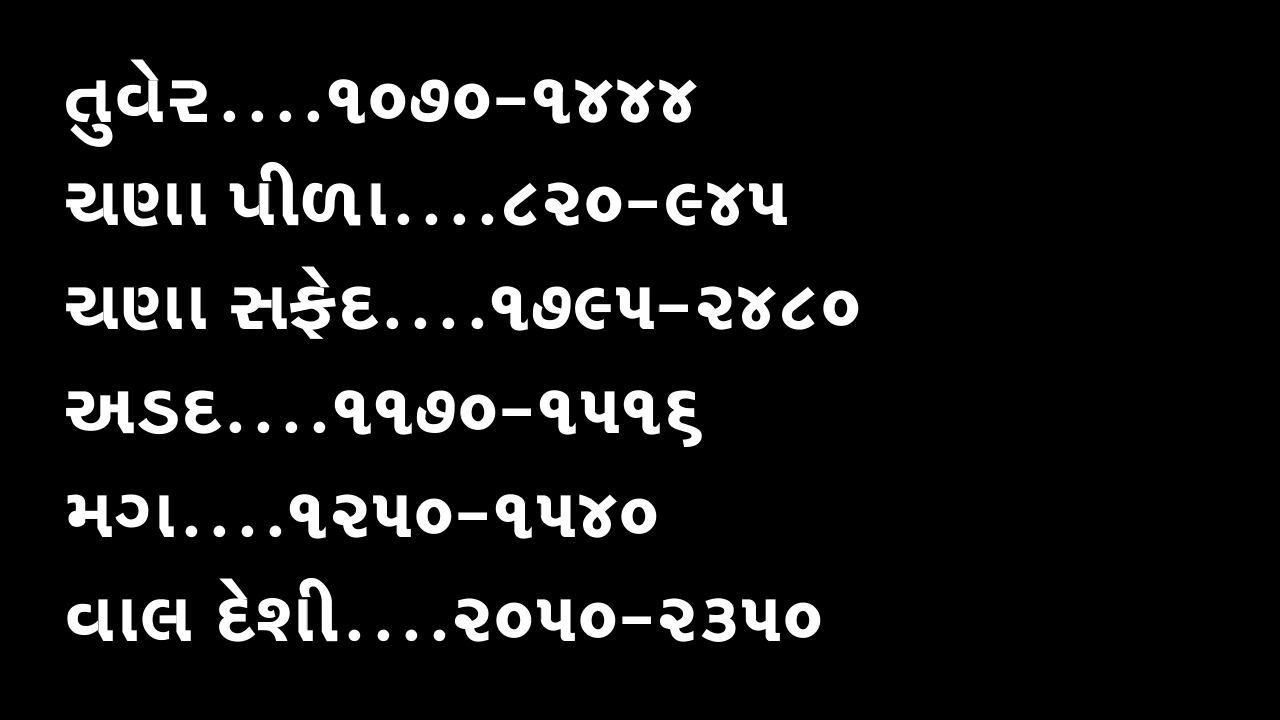 તુવેર....૧૦૭૦-૧૪૪૪
ચણા પીળા....૮૨૦-૯૪૫
ચણા સફેદ....૧૭૯૫-૨૪૮૦
અડદ....૧૧૭૦-૧૫૧૬
મગ....૧૨૫૦-૧૫૪૦
વાલ દેશી....૨૦૫૦-૨૩૫૦